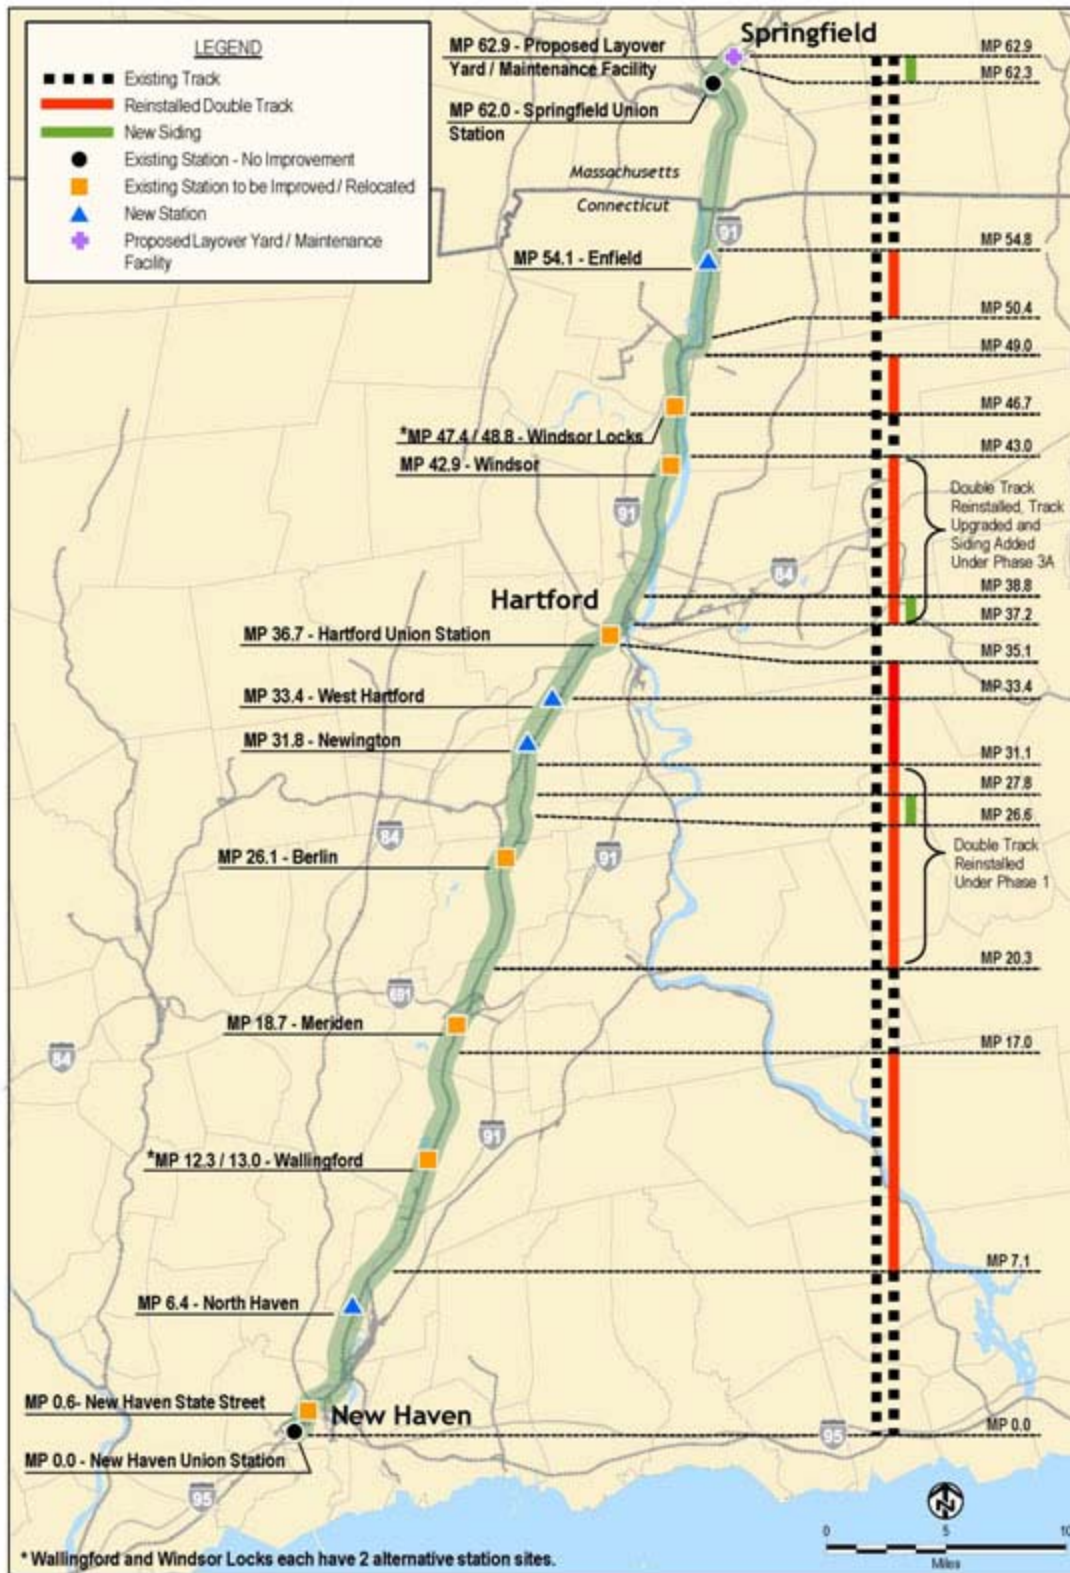 LEGEND
Existing Track
Reinstalled Double Track
New Siding
Existing Station - No Improvement
Existing Station to be Improved / Relocated
New Station
Proposed Layover Yard / Maintenance
Facility
Springfield
MP 62.9 - Proposed Layover
Yard / Maintenance Facility
MP 62.0 - Springfield Union
Station
MP 62.9
MP 62.3
Massachusetts
Connecticut
91
MP 54.1 - Enfield
MP 54.8
MP 50.4
MP 49.0
MP 46.7
*MP 47.4 / 48.8 - Windsor Locks
MP 42.9 - Windsor
MP 43.0
91
84
Double Track
Reinstalled, Track
Upgraded and
Siding Added
Under Phase 3A
MP 38.8
MP 37.2
Hartford
MP 36.7 - Hartford Union Station
MP 35.1
MP 33.4 - West Hartford
MP 33.4
MP 31.8 - Newington
MP 31.1
MP 27.8
MP 26.6
84
91
MP 26.1 - Berlin
Double Track
Reinstalled
Under Phase 1
MP 20.3
691
MP 18.7 - Meriden
MP 17.0
84
91
*MP 12.3 / 13.0 - Wallingford
MP 7.1
MP 6.4 - North Haven
MP 0.6- New Haven State Street
New Haven
MP 0.0
95
MP 0.0 - New Haven Union Station
95
N
0 5 10
Miles
* Wallingford and Windsor Locks each have 2 alternative station sites.